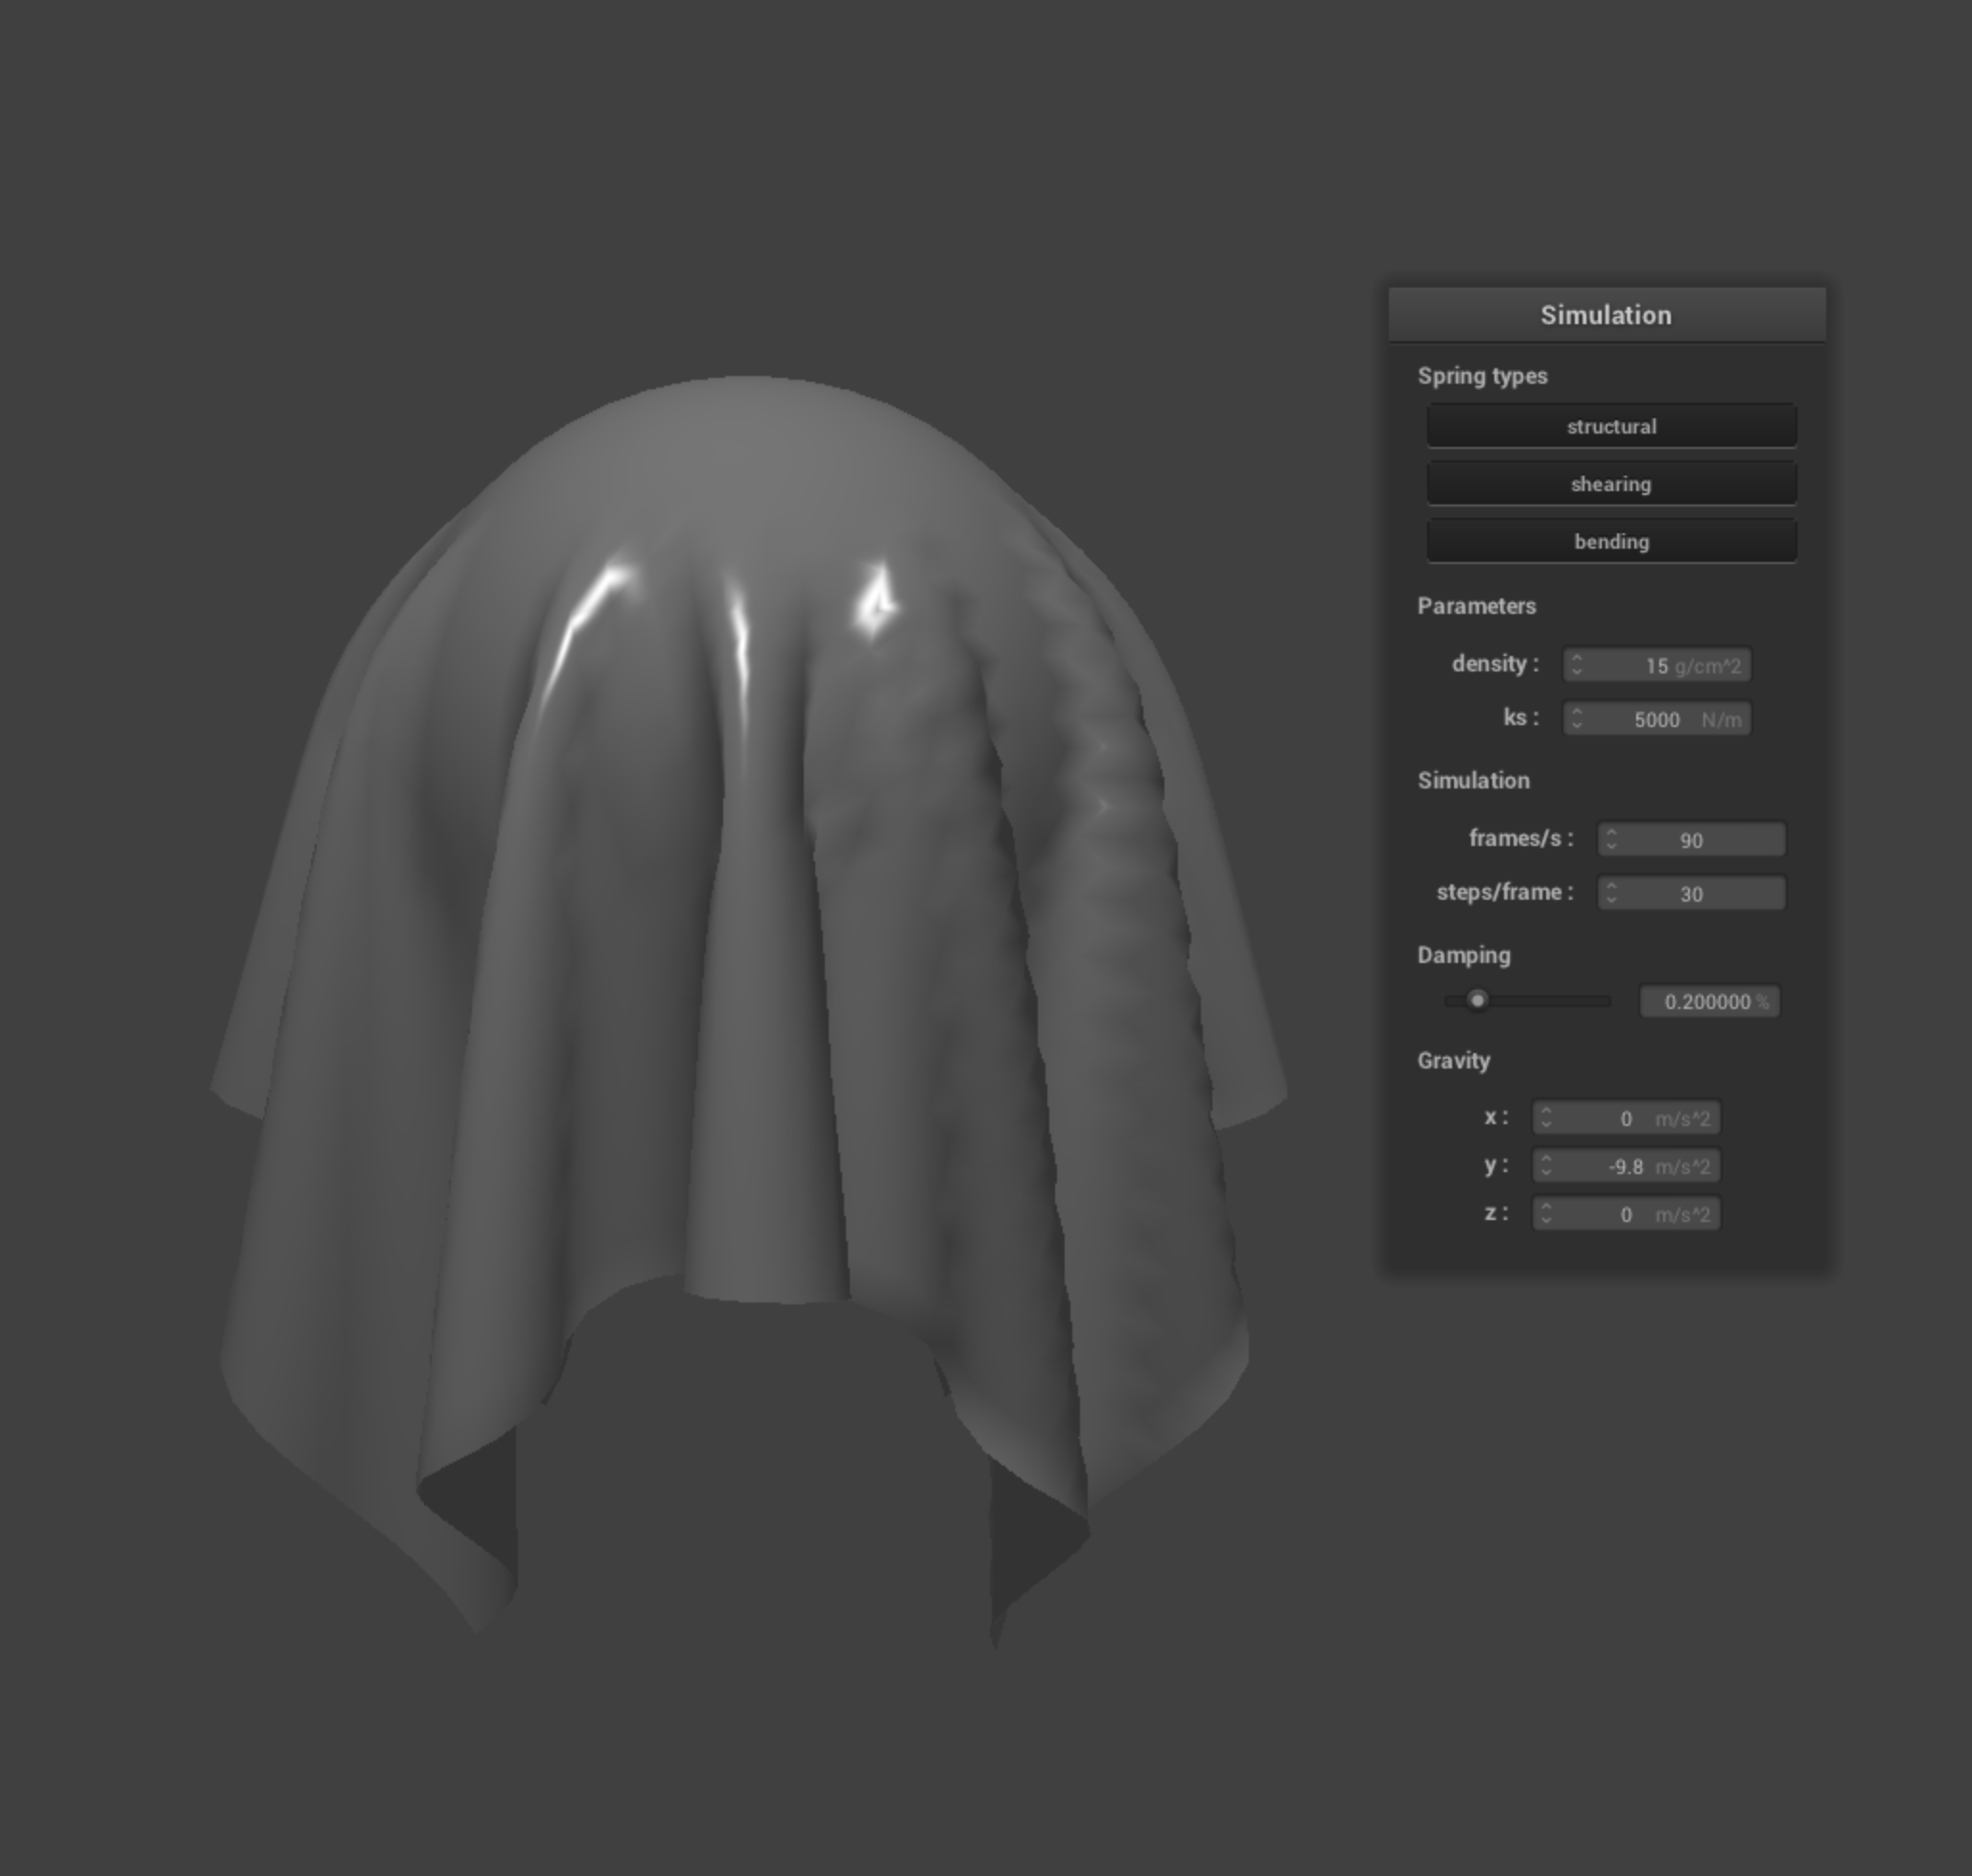 Simulation
Spring types
structural
shearing
bending
Parameters
density : 15 g/cm^2
ks : 5000 N/m
Simulation
frames/s : 90
steps/frame : 30
Damping
0.200000 %
Gravity
x : 0 m/s^2
y : -9.8 m/s^2
z : 0 m/s^2